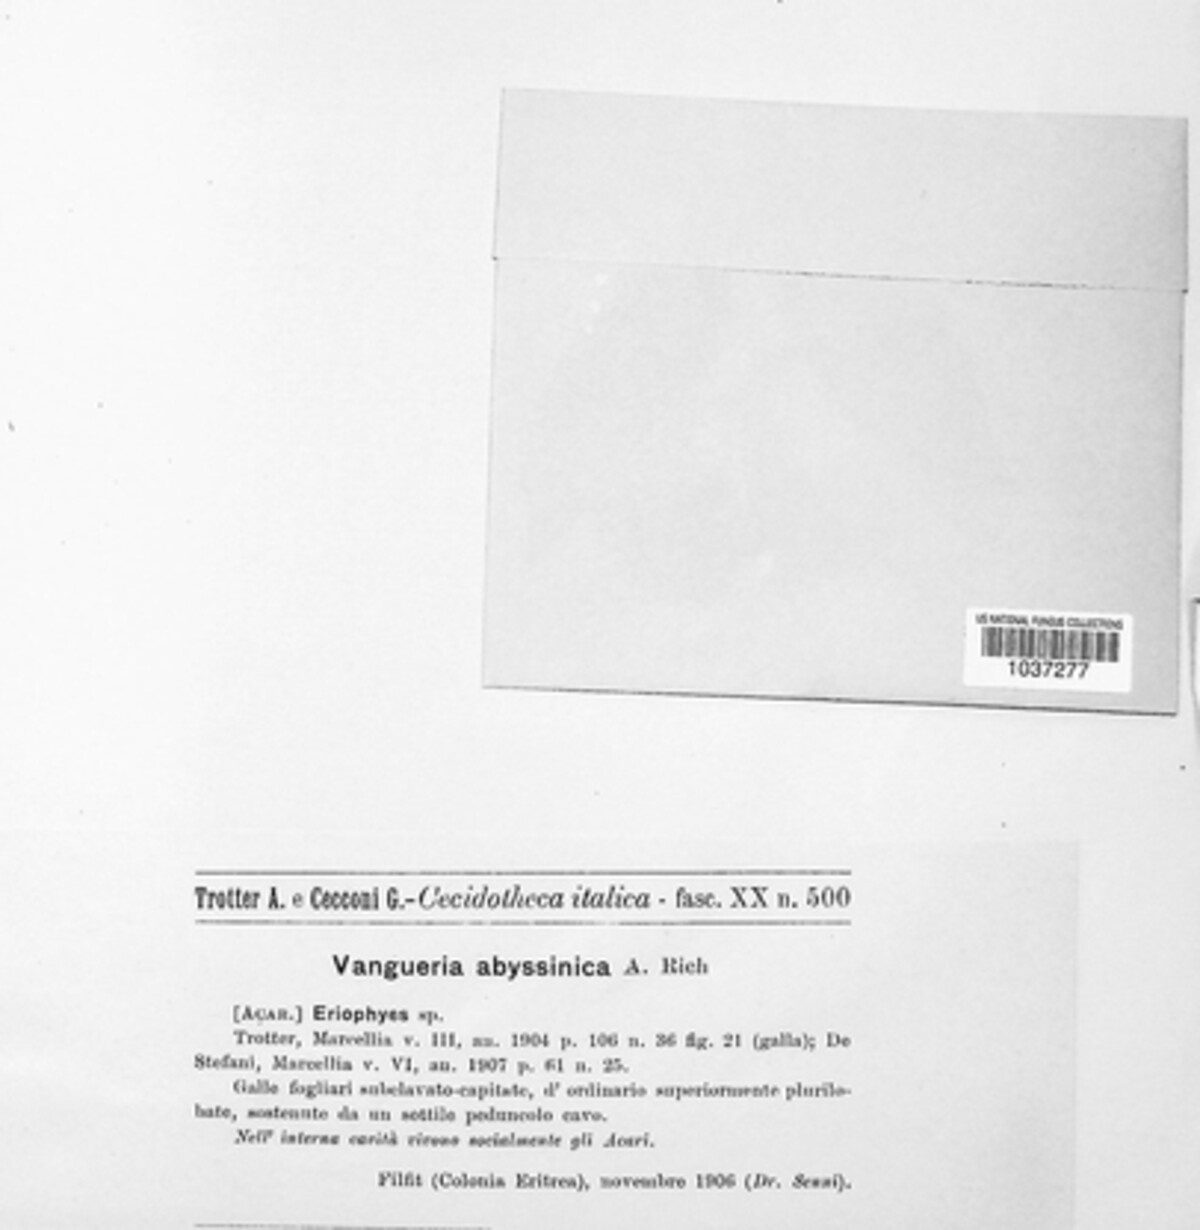 US NATIONAL FUNGUS COLLECTIONS
1037277
Trotter A. e Cecconi G.-Cecidotheca italica - fasc. XX n. 500
Vangueria abyssinica A. Rich
[ACAR.] Eriophyes sp.
Trotter, Marcellia v. III, an. 1904 p. 106 n. 36 fig. 21 (galla); De
Stefani, Marcellia v. VI, an. 1907 p. 61 n. 25.
Galle fogliari subclavato-capitate, d' ordinario superiormente plurilo-
bate, sostenute da un sottile peduncolo cavo.
Nell' interna cavità vivono socialmente gli Acari.
Filfit (Colonia Eritrea), novembre 1906 (Dr. Senni).